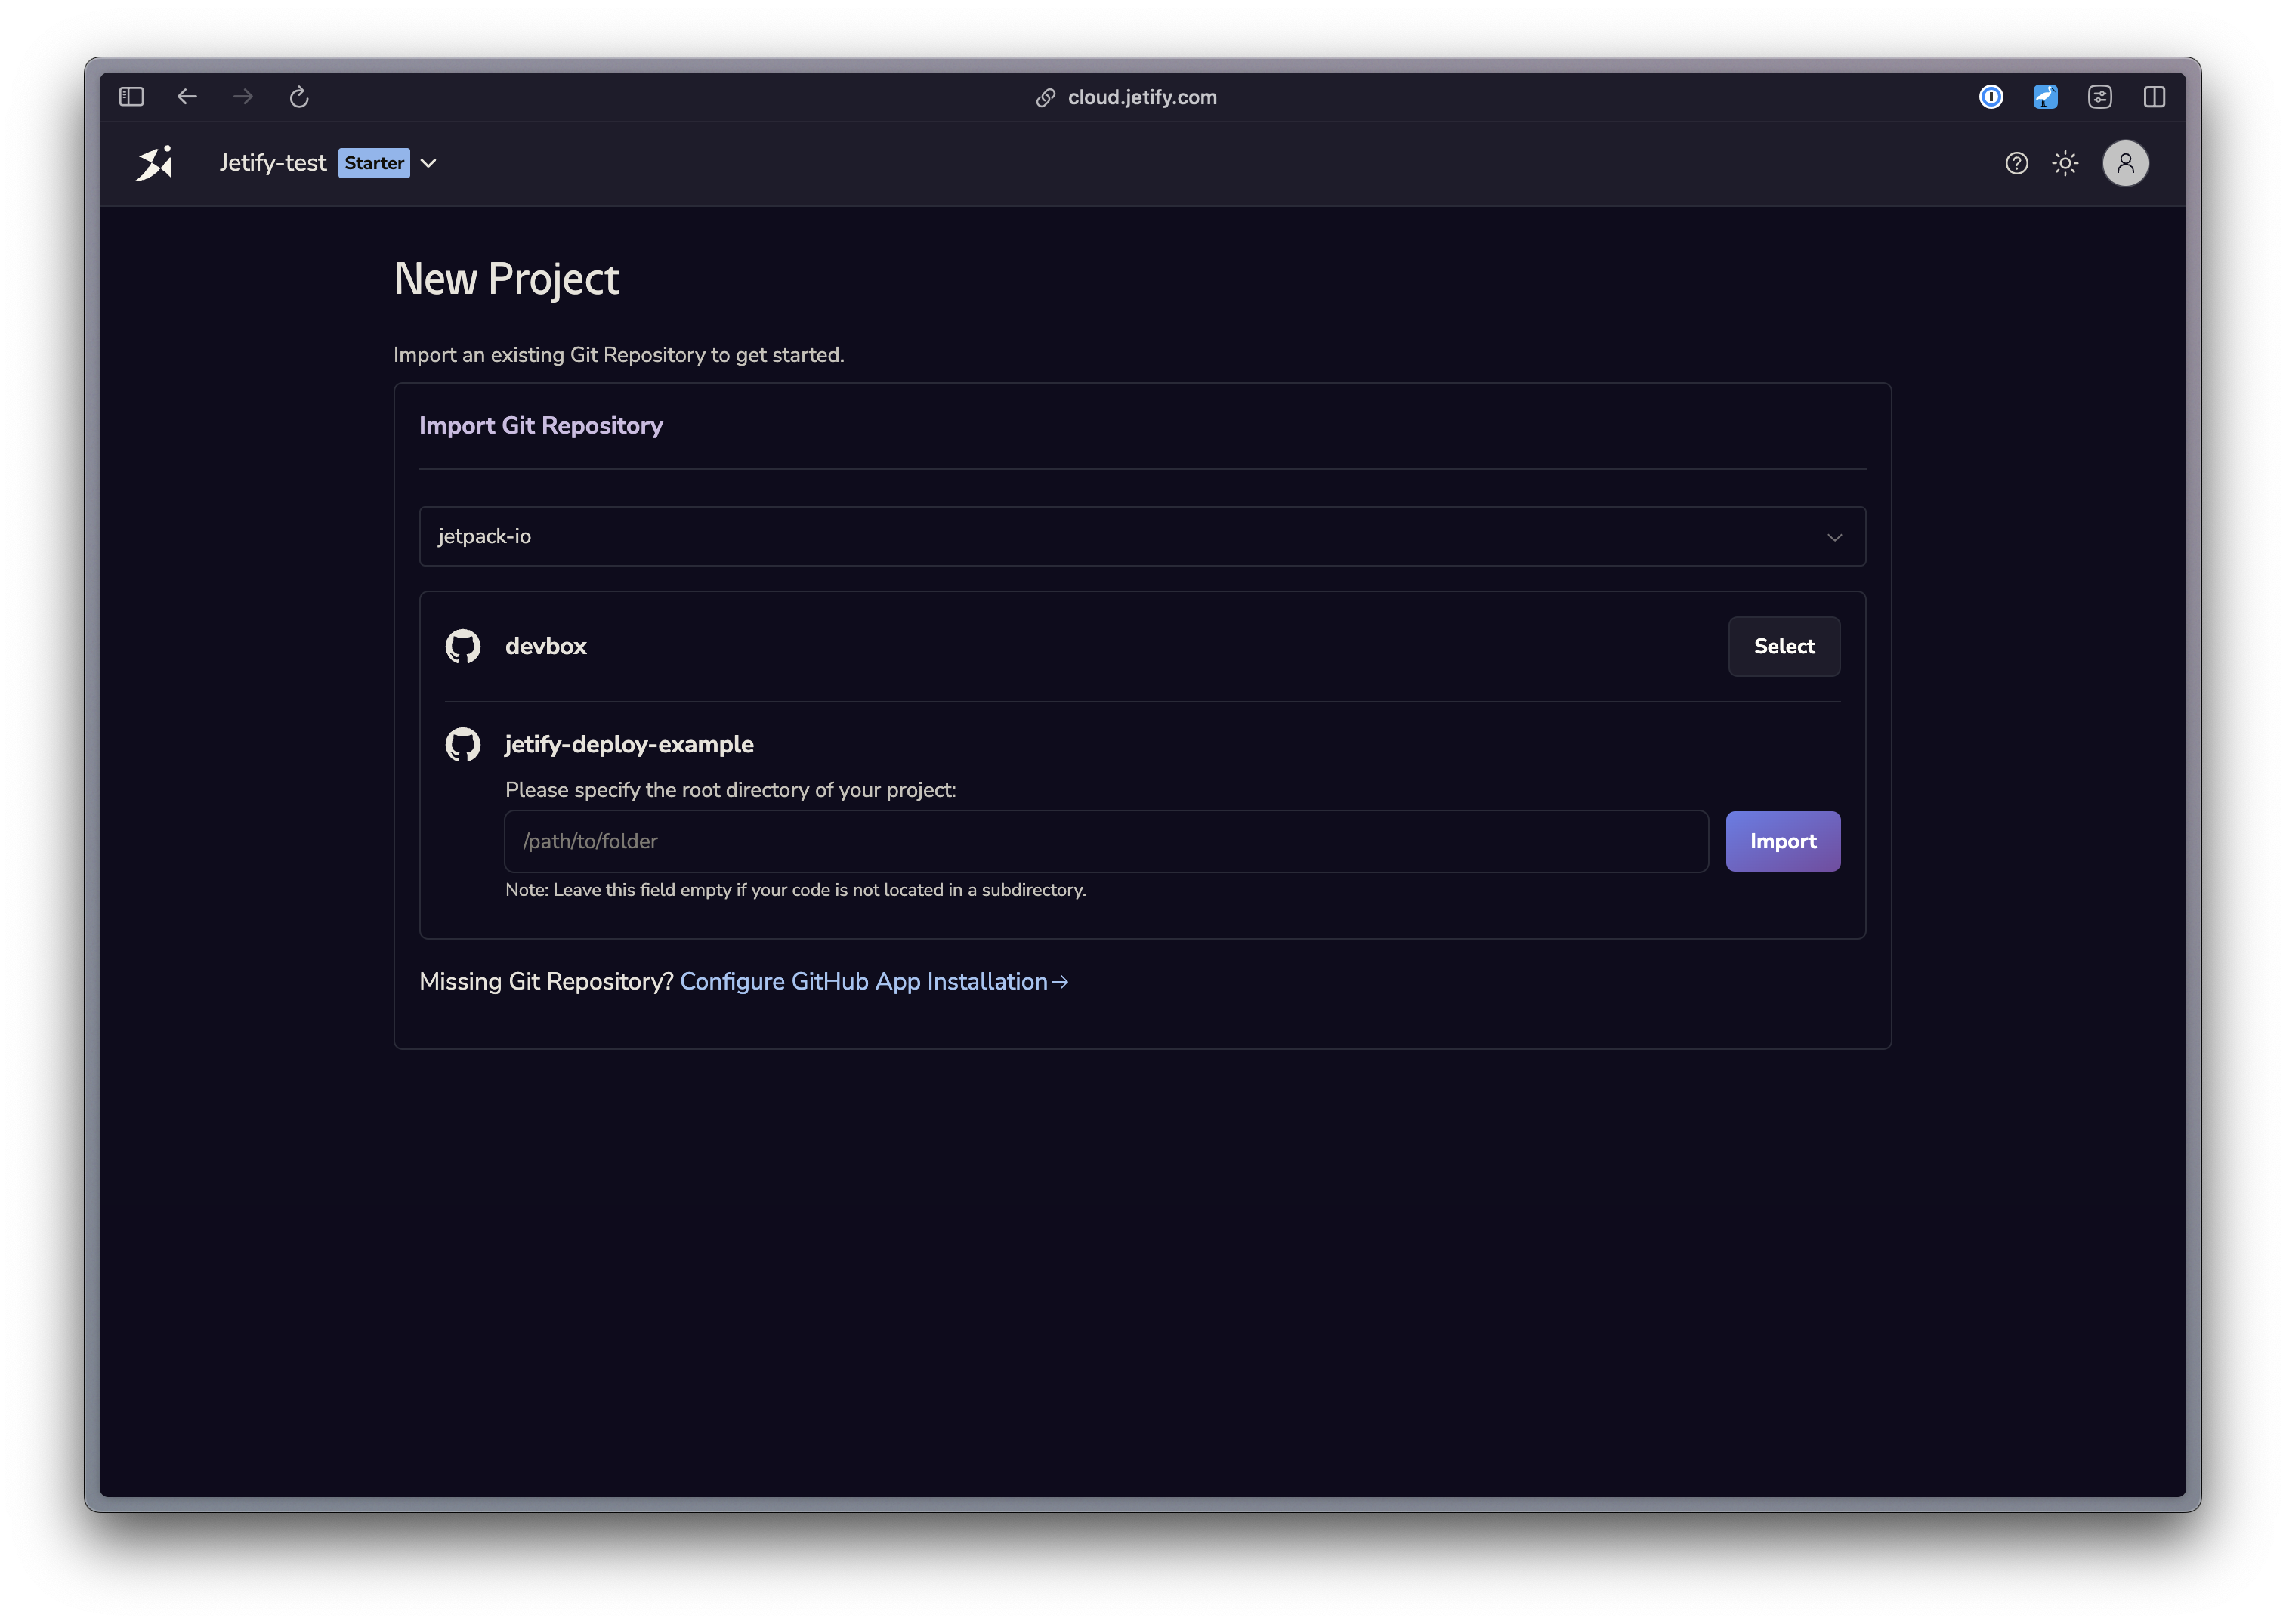 cloud.jetify.com
Jetify-test Starter
New Project
Import an existing Git Repository to get started.
Import Git Repository
jetpack-io
devbox
Select
jetify-deploy-example
Please specify the root directory of your project:
/path/to/folder
Import
Note: Leave this field empty if your code is not located in a subdirectory.
Missing Git Repository? Configure GitHub App Installation→